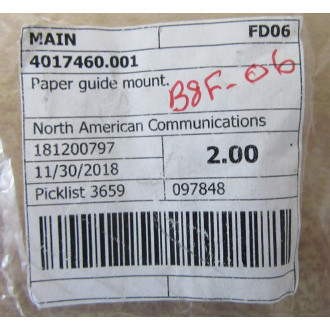 MAIN FD06
4017460.001
Paper guide mount.
B8F-06
North American Communications
181200797
2.00
11/30/2018
Picklist 3659 097848